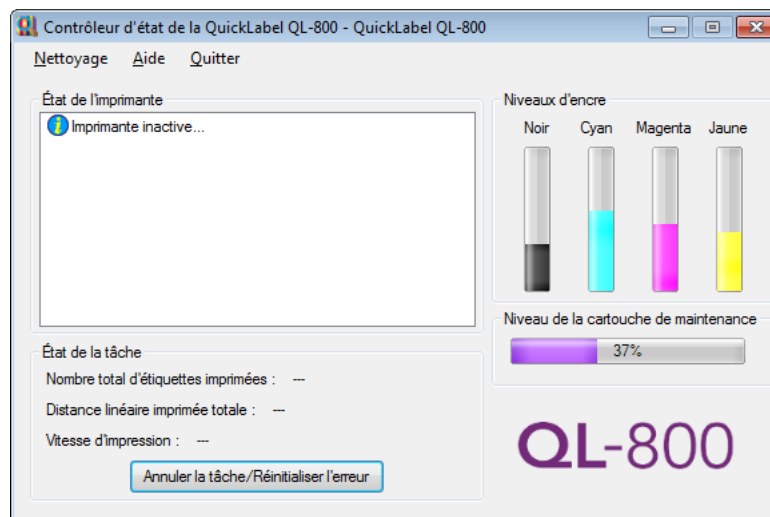 Contrôleur d'état de la QuickLabel QL-800 - QuickLabel QL-800
Nettoyage Aide Quitter
État de l'imprimante
Imprimante inactive...
Niveaux d'encre
Noir Cyan Magenta Jaune
Niveau de la cartouche de maintenance
37%
État de la tâche
Nombre total d'étiquettes imprimées : ---
Distance linéaire imprimée totale : ---
Vitesse d'impression : ---
Annuler la tâche/Réinitialiser l'erreur
QL-800